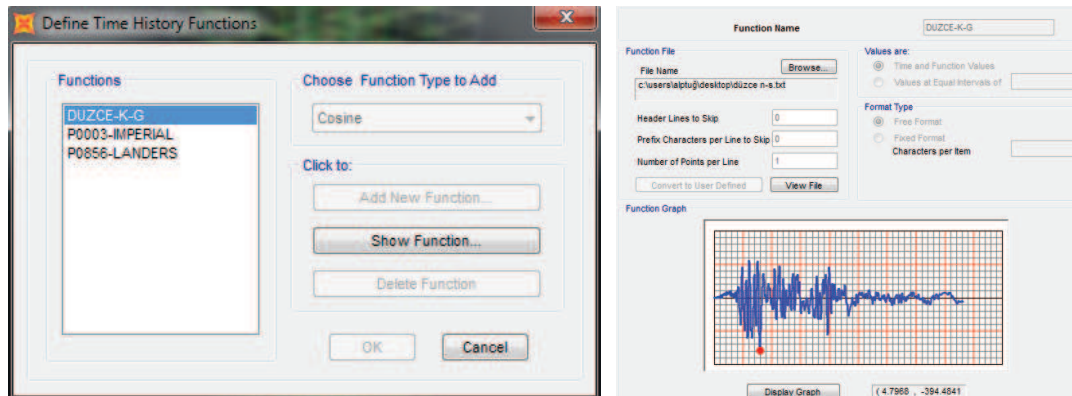 Define Time History Functions
Functions
DUZCE-K-G
P0003-IMPERIAL
P0856-LANDERS
Choose Function Type to Add
Cosine
Click to:
Add New Function...
Show Function...
Delete Function
OK
Cancel
Function Name
DUZCE-K-G
Function File
File Name
Browse...
c:\users\alptuğ\desktop\düzce n-s.txt
Header Lines to Skip
0
Prefix Characters per Line to Skip
0
Number of Points per Line
1
Convert to User Defined
View File
Values are:
Time and Function Values
Values at Equal Intervals of
Format Type
Free Format
Fixed Format
Characters per Item
Function Graph
Display Graph
(4.7968 , -394.4841